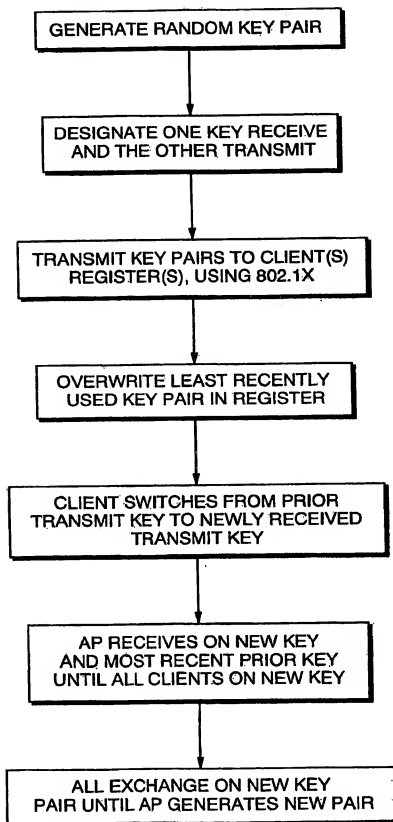 GENERATE RANDOM KEY PAIR
DESIGNATE ONE KEY RECEIVE
AND THE OTHER TRANSMIT
TRANSMIT KEY PAIRS TO CLIENT(S)
REGISTER(S), USING 802.1X
OVERWRITE LEAST RECENTLY
USED KEY PAIR IN REGISTER
CLIENT SWITCHES FROM PRIOR
TRANSMIT KEY TO NEWLY RECEIVED
TRANSMIT KEY
AP RECEIVES ON NEW KEY
AND MOST RECENT PRIOR KEY
UNTIL ALL CLIENTS ON NEW KEY
ALL EXCHANGE ON NEW KEY
PAIR UNTIL AP GENERATES NEW PAIR